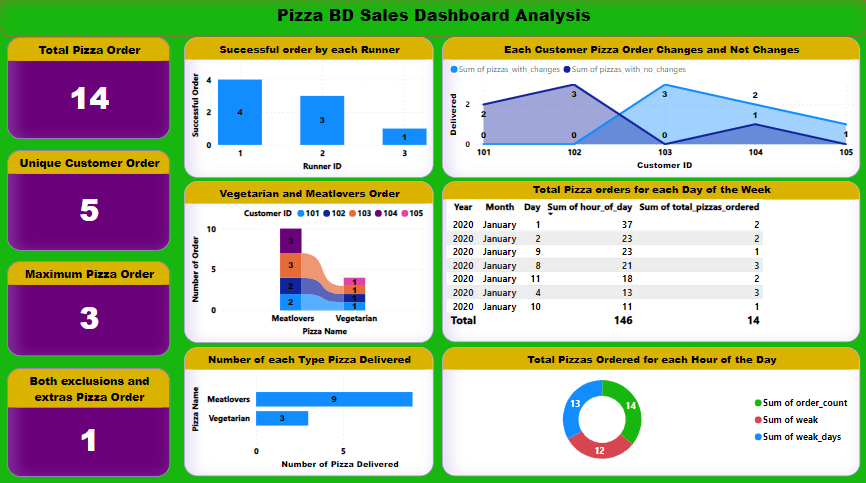 Pizza BD Sales Dashboard Analysis
Total Pizza Order
14
Unique Customer Order
5
Maximum Pizza Order
3
Both exclusions and
extras Pizza Order
1
Successful order by each Runner
Successful Order
4
2
0
4
3
1
1 2 3
Runner ID
Each Customer Pizza Order Changes and Not Changes
Sum of pizzas_with_changes Sum of pizzas_with_no_changes
Delivered
2
0
2 3 3 2 1
0 0 0 1 1
101 102 103 104 105
Customer ID
Vegetarian and Meatlovers Order
Customer ID 101 102 103 104 105
Number of Order
10
5
0
3
3
2
2
1
1
1
1
Meatlovers Vegetarian
Pizza Name
Total Pizza orders for each Day of the Week
Year Month Day Sum of hour_of_day Sum of total_pizzas_ordered
2020 January 1 37 2
2020 January 2 23 2
2020 January 9 23 1
2020 January 8 21 3
2020 January 11 18 2
2020 January 4 13 3
2020 January 10 11 1
Total 146 14
Number of each Type Pizza Delivered
Pizza Name
Meatlovers 9
Vegetarian 3
0 5
Number of Pizza Delivered
Total Pizzas Ordered for each Hour of the Day
13
14
12
Sum of order_count
Sum of weak
Sum of weak_days